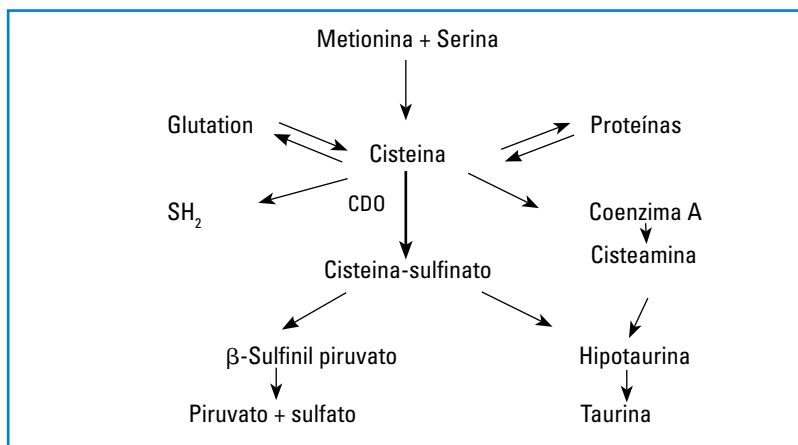 Metionina + Serina
Glutation
Proteínas
Cisteina
SH₂
CDO
Coenzima A
Cisteamina
Cisteina-sulfinato
β-Sulfinil piruvato
Hipotaurina
Piruvato + sulfato
Taurina